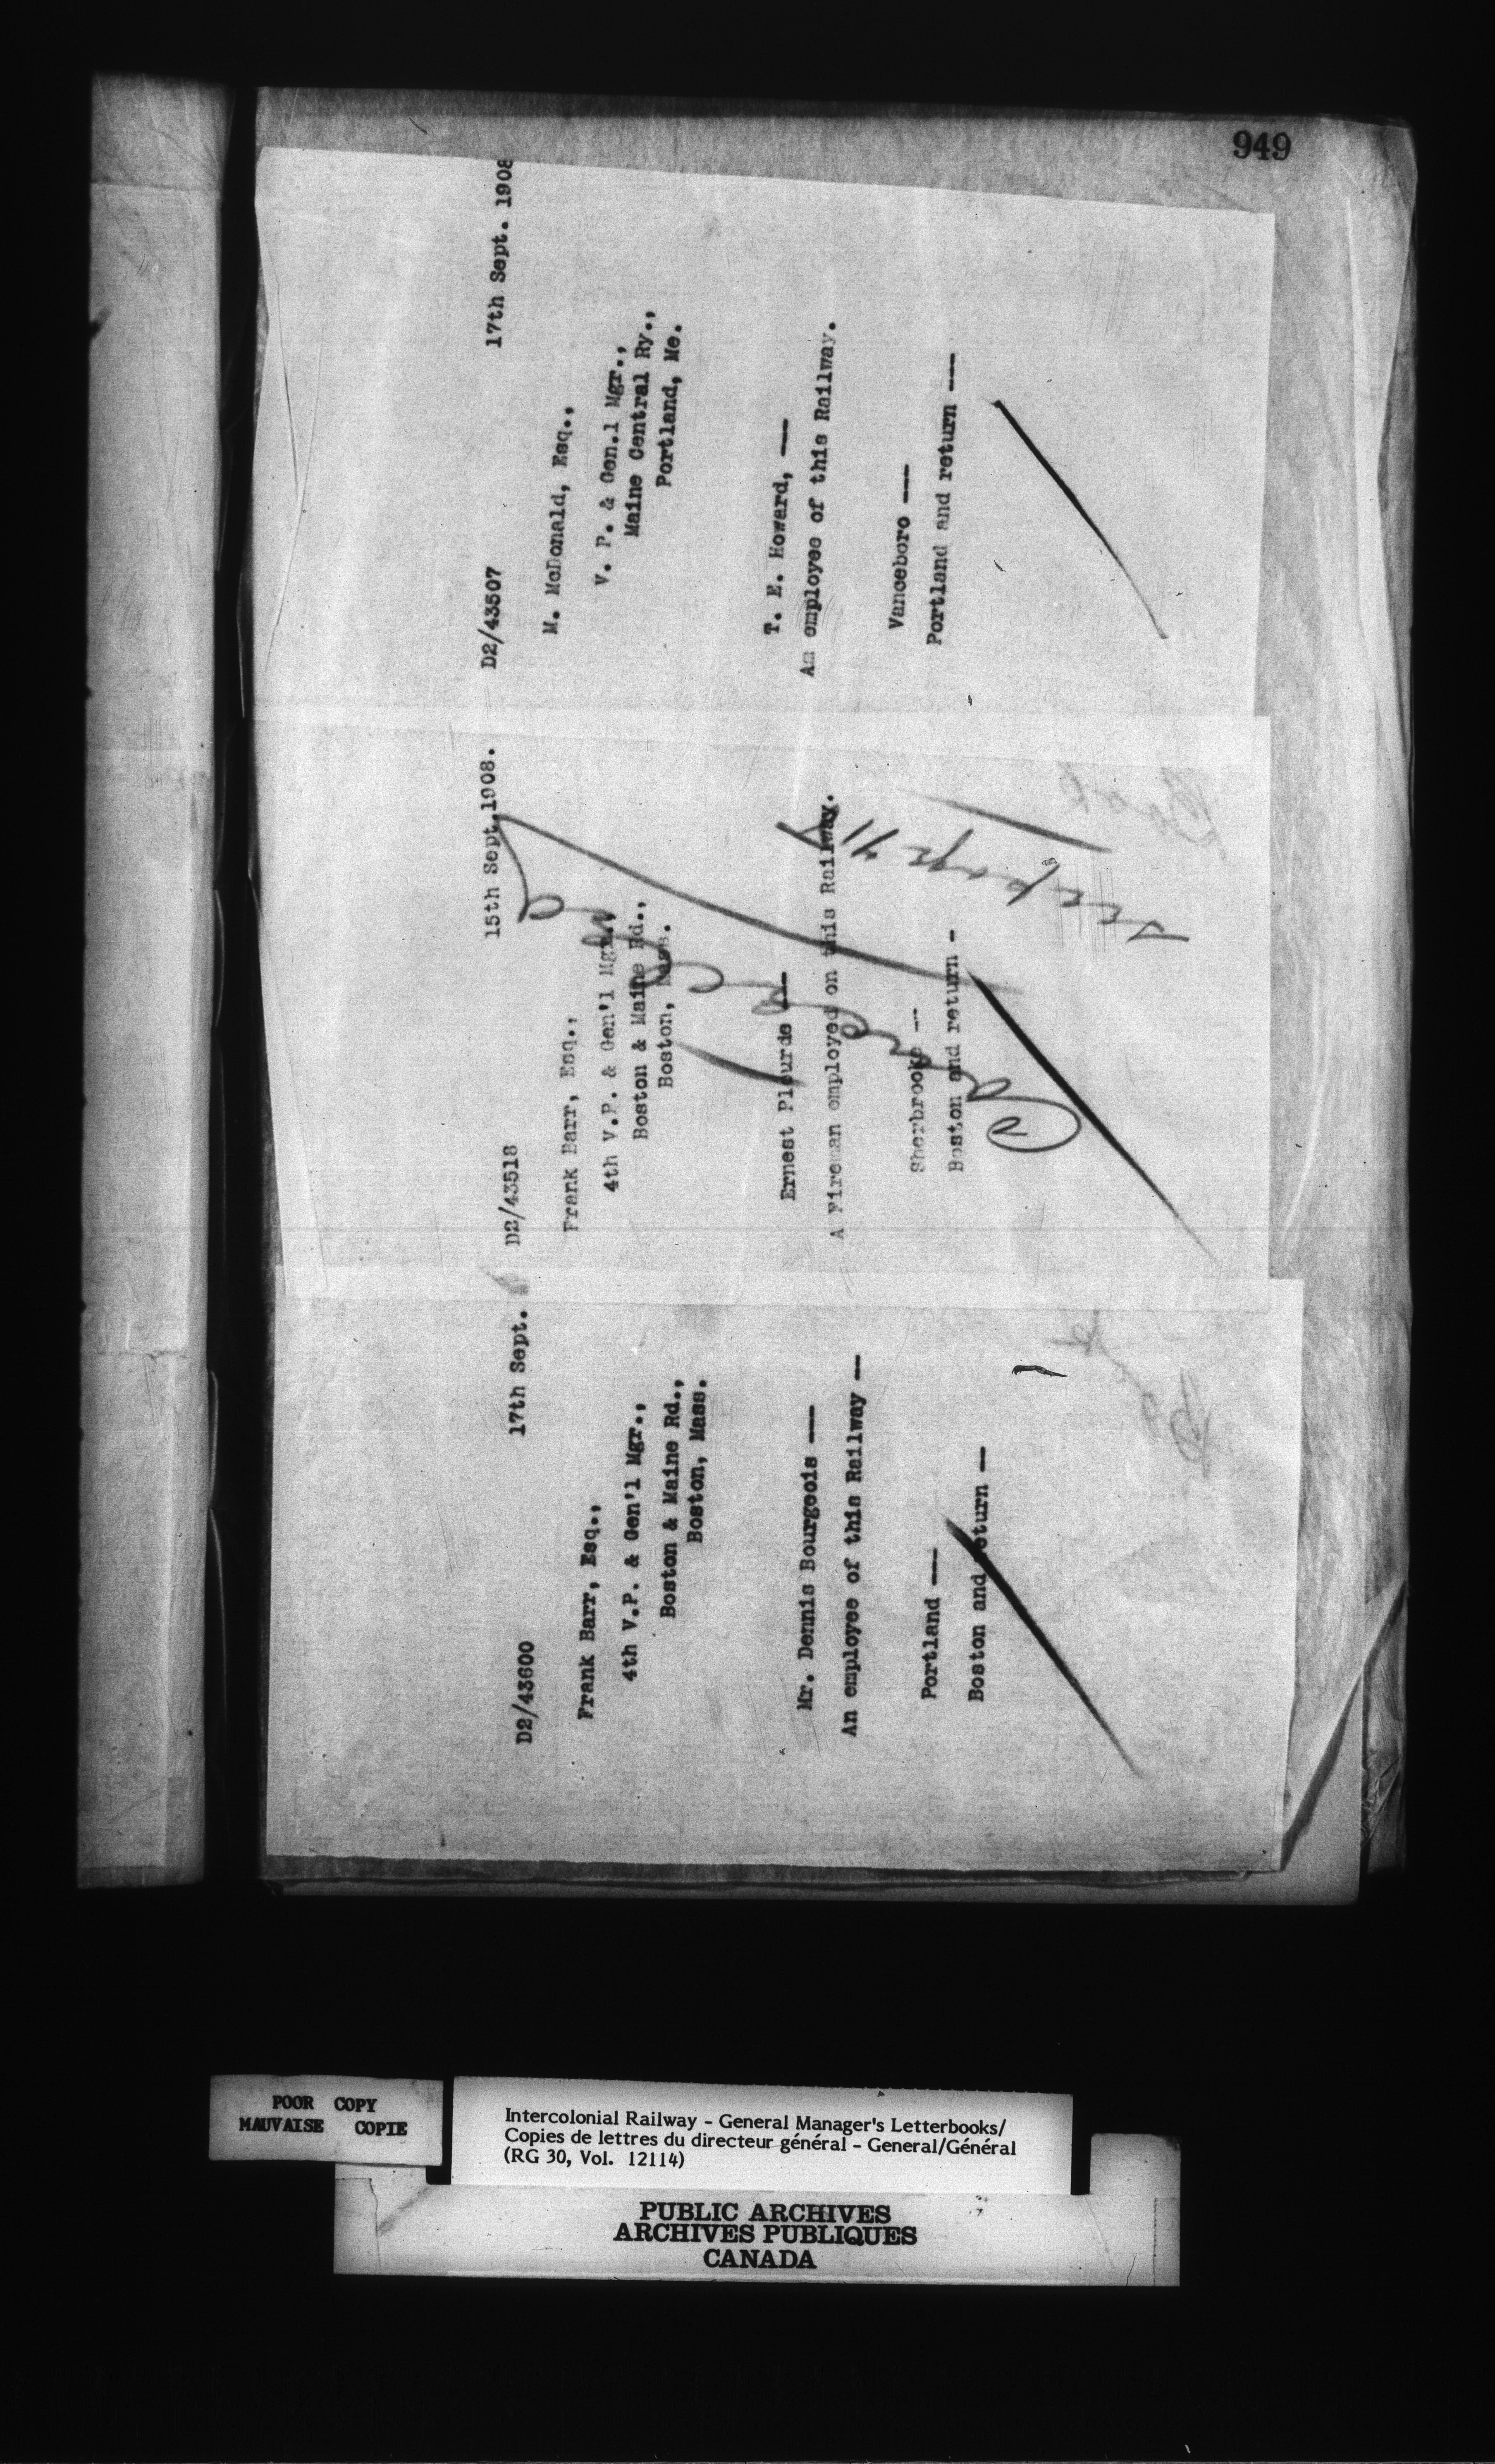 949
D2/43507 17th Sept. 1908
M. McDonald, Esq.,
V. P. & Gen.l Mgr.,
Maine Central Ry.,
Portland, Me.
T. E. Howard, ---
An employee of this Railway.
Vanceboro ---
Portland and return ---
D2/43518 15th Sept. 1908.
Frank Barr, Esq.,
4th V.P. & Gen'l Mgr.,
Boston & Maine Rd.,
Boston, Mass.
Ernest Plourde ---
A Fireman employed on this Railway.
Sherbrooke --
Boston and return -
Cancelled
see page 71
Book
D2/43600 17th Sept.
Frank Barr, Esq.,
4th V.P. & Gen'l Mgr.,
Boston & Maine Rd.,
Boston, Mass.
Mr. Dennis Bourgeois ---
An employee of this Railway --
Portland ---
Boston and return --
POOR COPY
MAUVAISE COPIE
Intercolonial Railway - General Manager's Letterbooks/
Copies de lettres du directeur général - General/Général
(RG 30, Vol. 12114)
PUBLIC ARCHIVES
ARCHIVES PUBLIQUES
CANADA